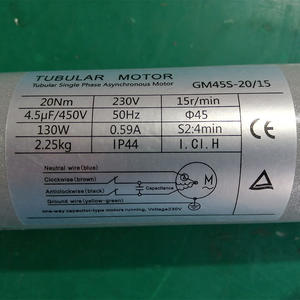 TUBULAR MOTOR
Tubular Single Phase Asynchronous Motor
GM45S-20/15
20Nm 230V 15r/min
4.5μF/450V 50Hz Φ45
130W 0.59A S2:4min
2.25kg IP44 I.Cl.H
CE
Neutral wire(blue)
Clockwise(brown)
Anticlockwise(black)
Capacitance
M
Ground wire (yellow-green)
one-way capacitor-type motors running, Voltage230V